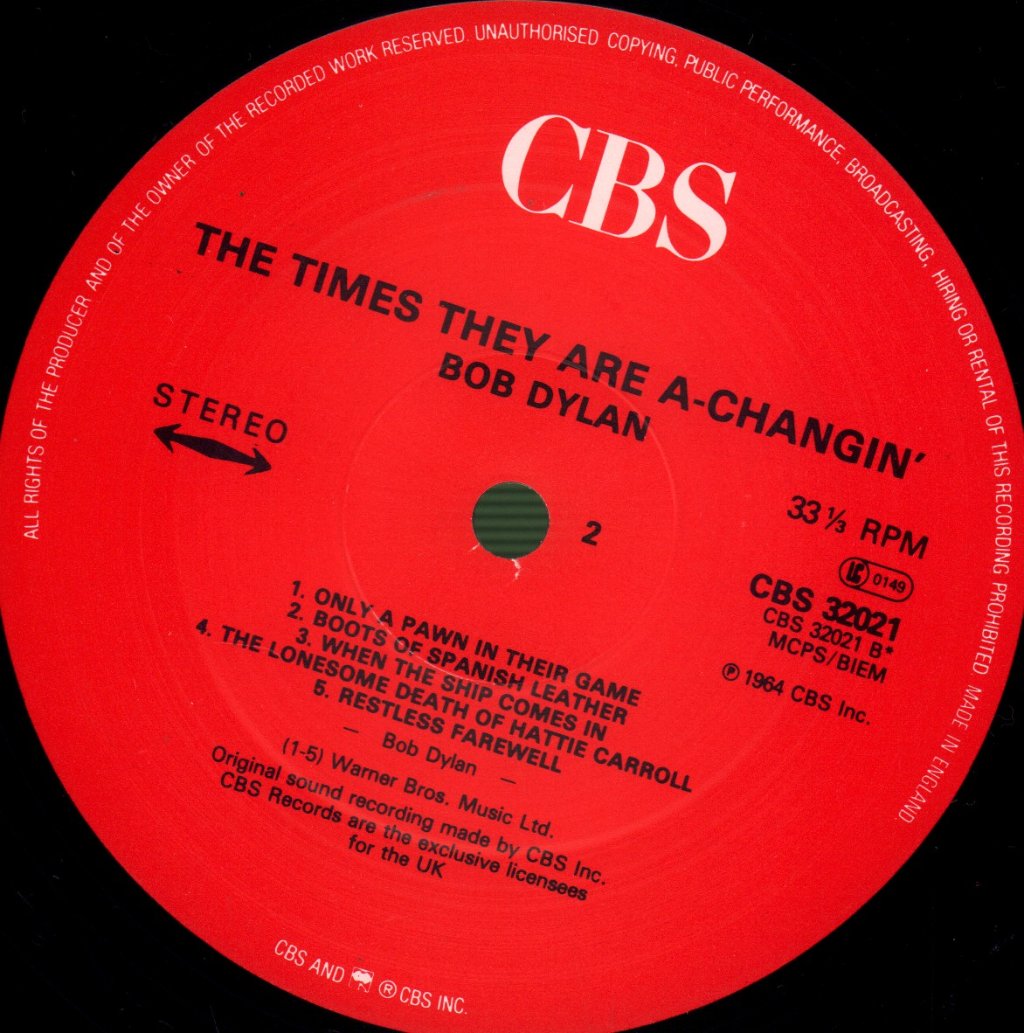 ALL RIGHTS OF THE PRODUCER AND OF THE OWNER OF THE RECORDED WORK RESERVED. UNAUTHORISED COPYING, PUBLIC PERFORMANCE, BROADCASTING, HIRING OR RENTAL OF THIS RECORDING PROHIBITED. MADE IN ENGLAND.
CBS
THE TIMES THEY ARE A-CHANGIN'
BOB DYLAN
STEREO
2
33⅓ RPM
LC 0149
CBS 32021
CBS 32021 B*
MCPS/BIEM
℗ 1964 CBS Inc.
1. ONLY A PAWN IN THEIR GAME
2. BOOTS OF SPANISH LEATHER
3. WHEN THE SHIP COMES IN
4. THE LONESOME DEATH OF HATTIE CARROLL
5. RESTLESS FAREWELL
— Bob Dylan —
(1-5) Warner Bros. Music Ltd.
Original sound recording made by CBS Inc.
CBS Records are the exclusive licensees
for the UK
CBS AND ® CBS INC.